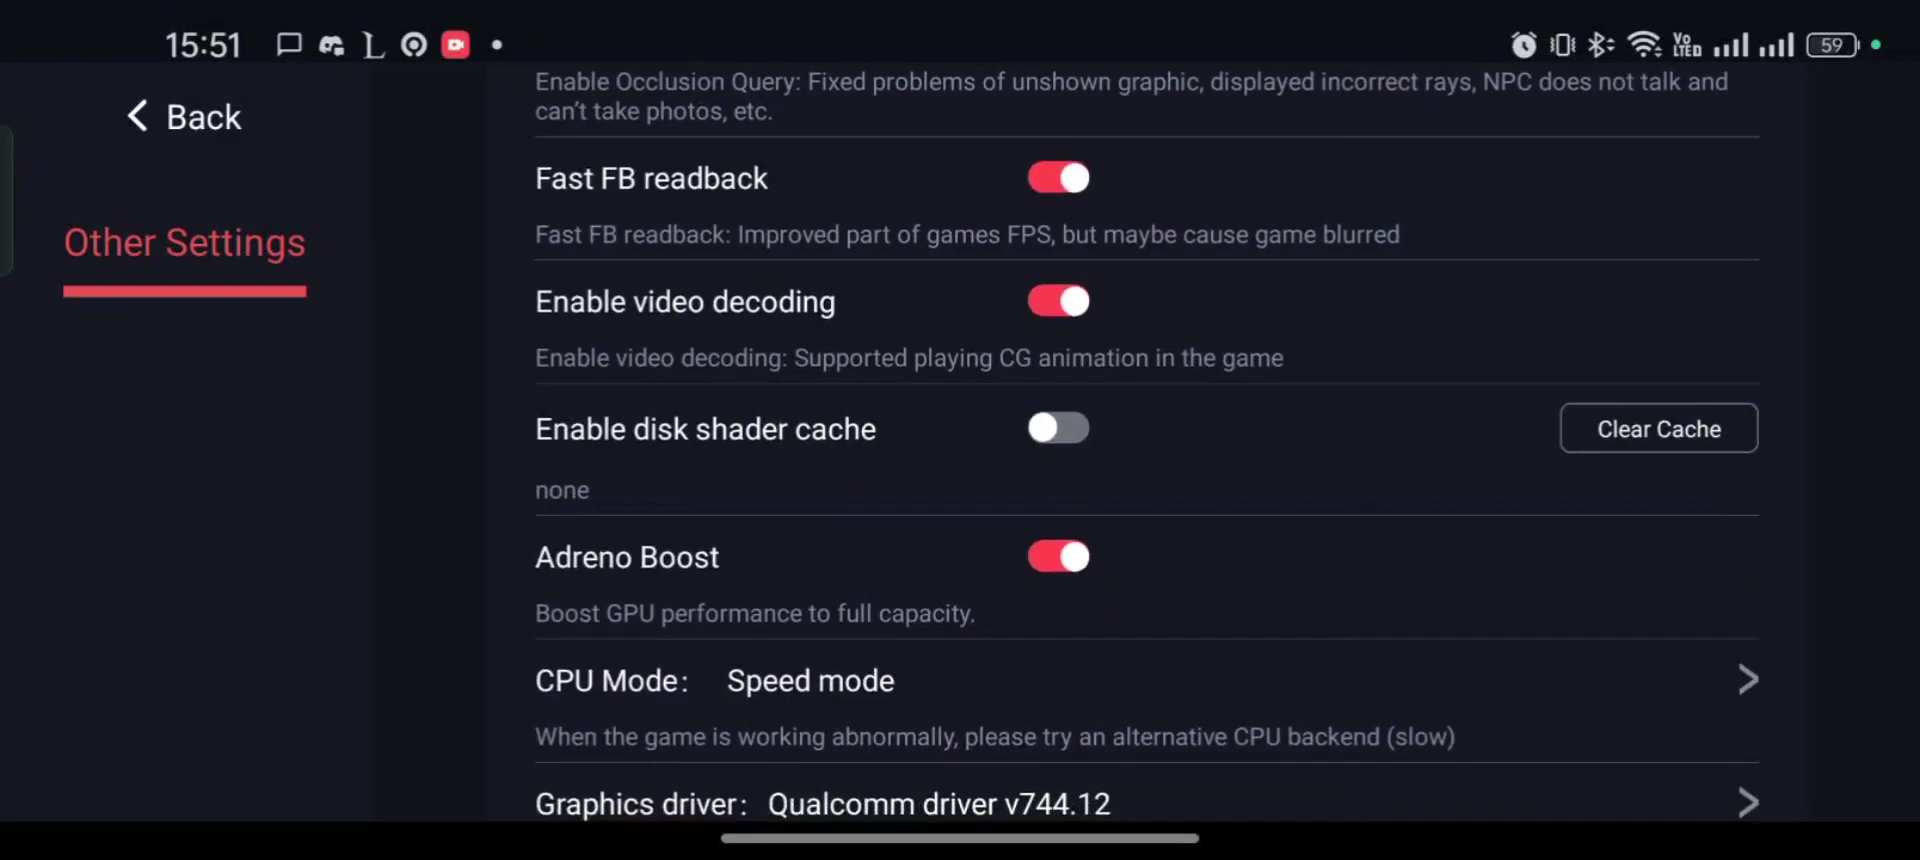 15:51
Vo
LTED
59
Back
Other Settings
Enable Occlusion Query: Fixed problems of unshown graphic, displayed incorrect rays, NPC does not talk and
can't take photos, etc.
Fast FB readback
Fast FB readback: Improved part of games FPS, but maybe cause game blurred
Enable video decoding
Enable video decoding: Supported playing CG animation in the game
Enable disk shader cache
Clear Cache
none
Adreno Boost
Boost GPU performance to full capacity.
CPU Mode: Speed mode
When the game is working abnormally, please try an alternative CPU backend (slow)
Graphics driver: Qualcomm driver v744.12